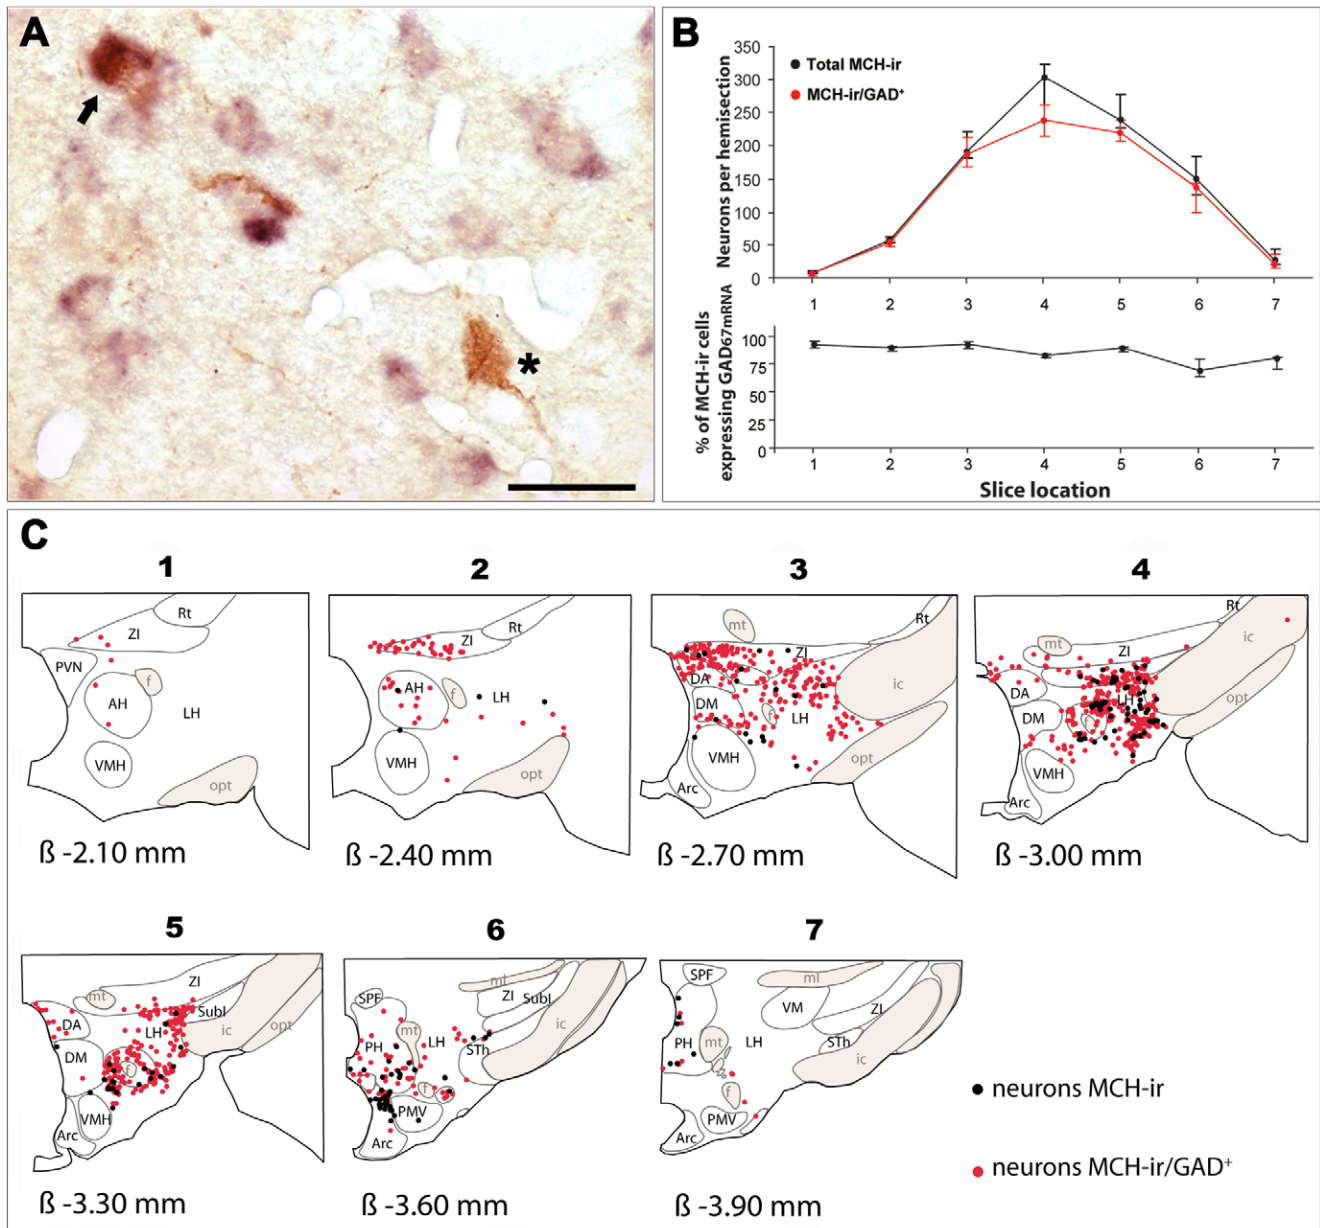 A
*
B
350
300
250
200
150
100
50
0
Neurons per hemisection
Total MCH-ir
MCH-ir/GAD+
1 2 3 4 5 6 7
% of MCH-ir cells
expressing GAD67mRNA
100
75
50
25
0
1 2 3 4 5 6 7
Slice location
C
1
Rt
ZI
PVN
f
AH
LH
VMH
opt
ß -2.10 mm
2
Rt
ZI
AH
f
LH
VMH
opt
ß -2.40 mm
3
mt
Rt
ZI
DA
ic
DM
f
LH
VMH
opt
Arc
ß -2.70 mm
4
Rt
mt
ic
ZI
DA
LH
opt
DM
f
VMH
Arc
ß -3.00 mm
5
ZI
mt
SubI
DA
LH
ic
opt
DM
f
VMH
Arc
ß -3.30 mm
6
ml
SPF
ZI
SubI
mt
ic
PH
LH
STh
f
PMV
Arc
ß -3.60 mm
7
SPF
ml
VM
ZI
PH
mt
LH
STh
ic
f
PMV
Arc
ß -3.90 mm
neurons MCH-ir
neurons MCH-ir/GAD+